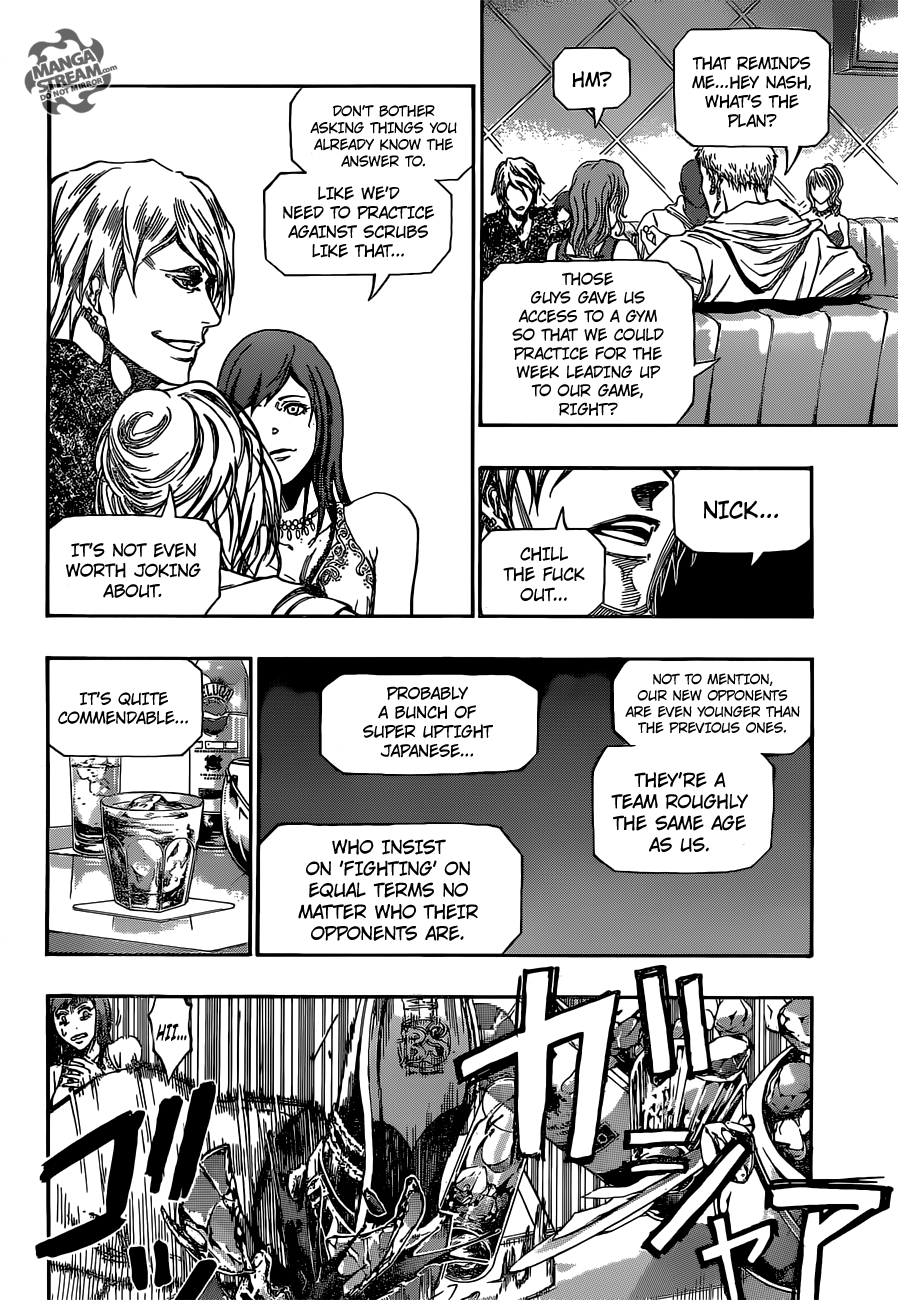 MANGA
STREAM.com
DO NOT MIRROR
THAT REMINDS
ME...HEY NASH,
WHAT'S THE
PLAN?
HM?
THOSE
GUYS GAVE US
ACCESS TO A GYM
SO THAT WE COULD
PRACTICE FOR THE
WEEK LEADING UP
TO OUR GAME,
RIGHT?
DON'T BOTHER
ASKING THINGS YOU
ALREADY KNOW THE
ANSWER TO.
LIKE WE'D
NEED TO PRACTICE
AGAINST SCRUBS
LIKE THAT...
IT'S NOT EVEN
WORTH JOKING
ABOUT.
NICK...
CHILL
THE FUCK
OUT...
NOT TO MENTION,
OUR NEW OPPONENTS
ARE EVEN YOUNGER THAN
THE PREVIOUS ONES.
THEY'RE A
TEAM ROUGHLY
THE SAME AGE
AS US.
PROBABLY
A BUNCH OF
SUPER UPTIGHT
JAPANESE...
WHO INSIST
ON 'FIGHTING' ON
EQUAL TERMS NO
MATTER WHO THEIR
OPPONENTS ARE.
IT'S QUITE
COMMENDABLE...
HII...
BS
ガシャア
ゴゴ